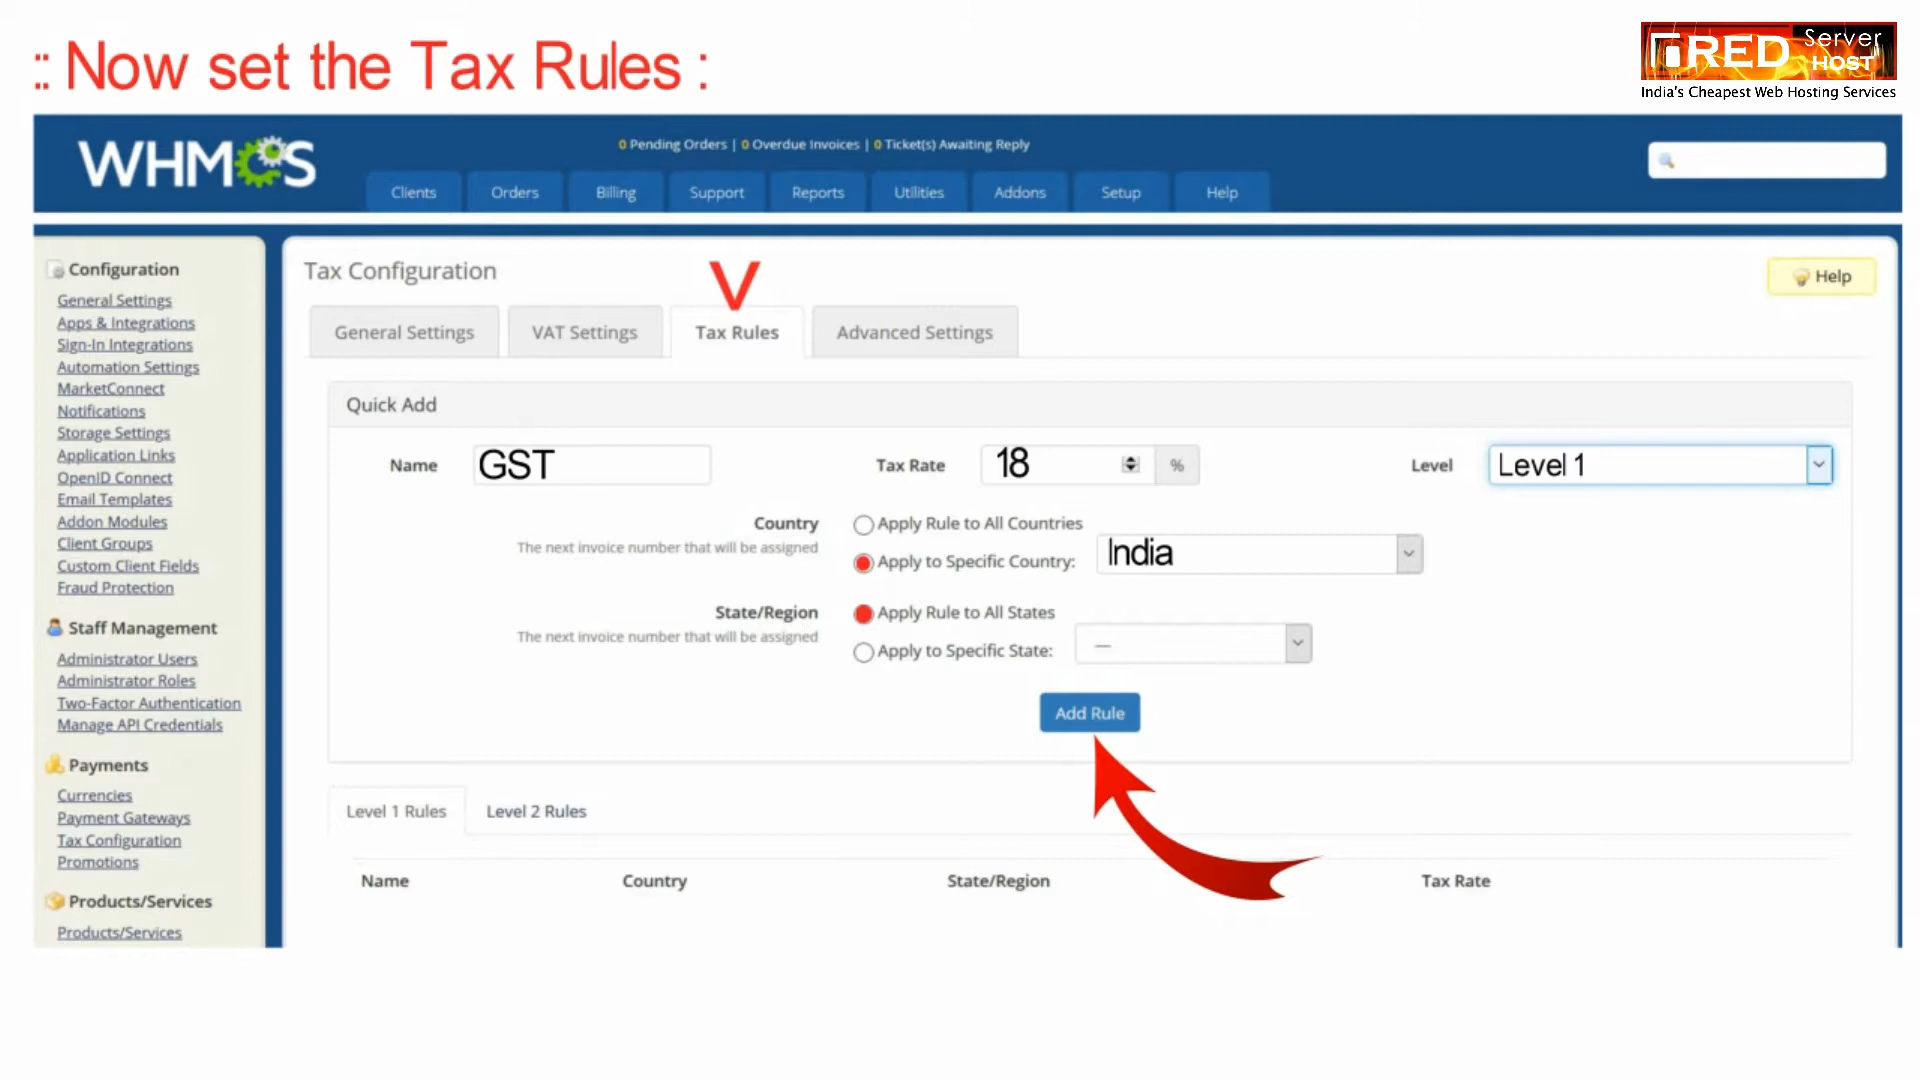 :: Now set the Tax Rules :
RED Server HOST
India's Cheapest Web Hosting Services
WHMCS
0 Pending Orders | 0 Overdue Invoices | 0 Ticket(s) Awaiting Reply
Clients Orders Billing Support Reports Utilities Addons Setup Help
Configuration
General Settings
Apps & Integrations
Sign-In Integrations
Automation Settings
MarketConnect
Notifications
Storage Settings
Application Links
OpenID Connect
Email Templates
Addon Modules
Client Groups
Custom Client Fields
Fraud Protection
Staff Management
Administrator Users
Administrator Roles
Two-Factor Authentication
Manage API Credentials
Payments
Currencies
Payment Gateways
Tax Configuration
Promotions
Products/Services
Products/Services
Tax Configuration
V
Help
General Settings VAT Settings Tax Rules Advanced Settings
Quick Add
Name GST Tax Rate 18 % Level Level 1
Country Apply Rule to All Countries
The next invoice number that will be assigned
Apply to Specific Country: India
State/Region Apply Rule to All States
The next invoice number that will be assigned
Apply to Specific State: —
Add Rule
Level 1 Rules Level 2 Rules
Name Country State/Region Tax Rate